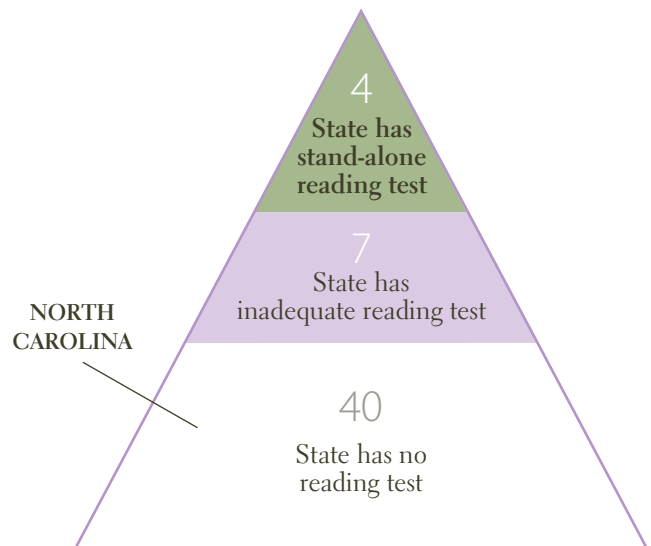 4
State has
stand-alone
reading test
7
State has
inadequate reading test
NORTH
CAROLINA
40
State has no
reading test